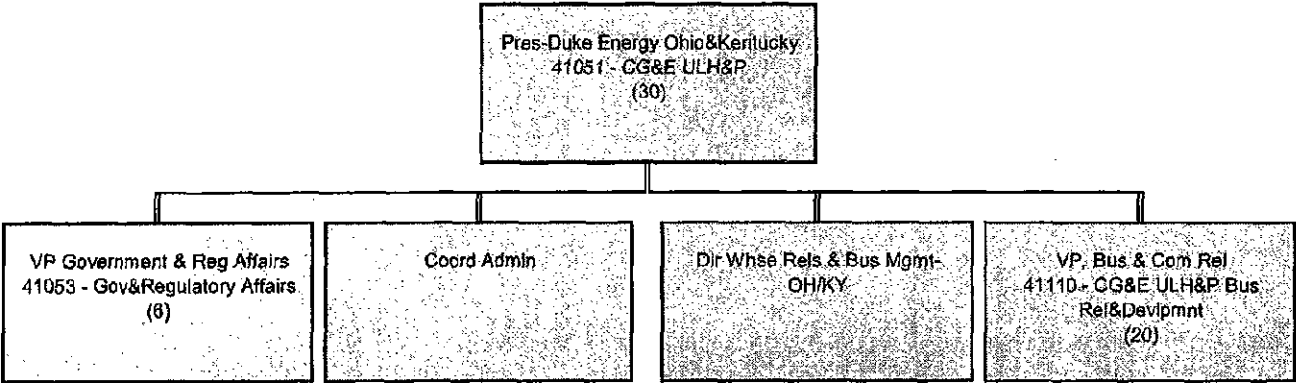 Pres-Duke Energy Ohio&Kentucky
41051 - CG&E ULH&P
(30)
VP Government & Reg Affairs
41053 - Gov&Regulatory Affairs
(6)
Coord Admin
Dir Whse Rels & Bus Mgmt-
OH/KY
VP, Bus & Com Rel
41110 - CG&E ULH&P Bus
Rel&Devlpmnt
(20)